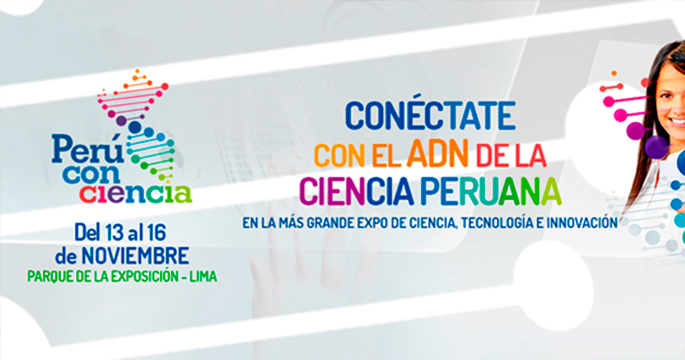 Perú
con
ciencia
Del 13 al 16
de NOVIEMBRE
PARQUE DE LA EXPOSICIÓN - LIMA
CONÉCTATE
CON EL ADN DE LA
CIENCIA PERUANA
EN LA MÁS GRANDE EXPO DE CIENCIA, TECNOLOGÍA E INNOVACIÓN